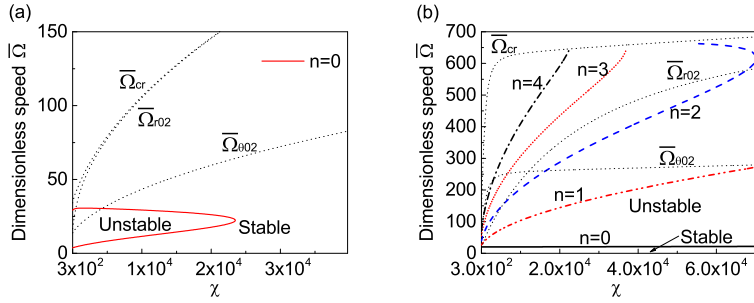 (a)
150
100
50
0
Dimensionless speed Ω̅
Ω̅cr
Ω̅r02
Ω̅θ02
n=0
Unstable
Stable
3x10²
1x10⁴
2x10⁴
3x10⁴
χ
(b)
700
600
500
400
300
200
100
0
Dimensionless speed Ω̅
Ω̅cr
n=4
n=3
Ω̅r02
n=2
Ω̅θ02
n=1
Unstable
n=0
Stable
3.0x10²
2.0x10⁴
4.0x10⁴
6.0x10⁴
χ